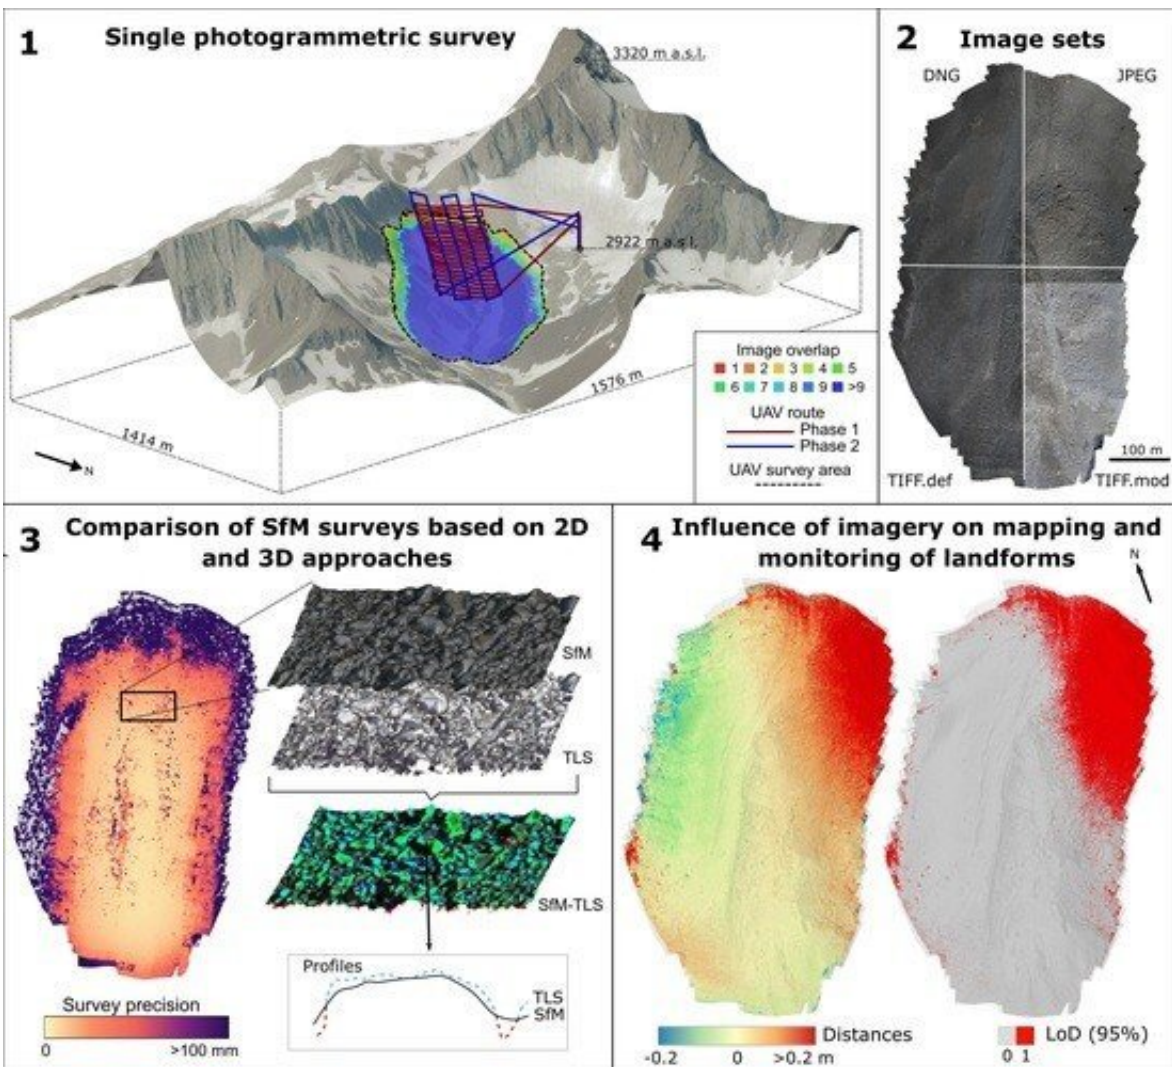 1
Single photogrammetric survey
3320 m a.s.l.
2922 m a.s.l.
1576 m
1414 m
N
Image overlap
1 2 3 4 5
6 7 8 9 >9
UAV route
Phase 1
Phase 2
UAV survey area
2
Image sets
DNG
JPEG
TIFF.def
TIFF.mod
100 m
3
Comparison of SfM surveys based on 2D
and 3D approaches
SfM
TLS
SfM-TLS
Profiles
TLS
SfM
Survey precision
0
>100 mm
4
Influence of imagery on mapping and
monitoring of landforms
N
Distances
-0.2
0
>0.2 m
LoD (95%)
0 1